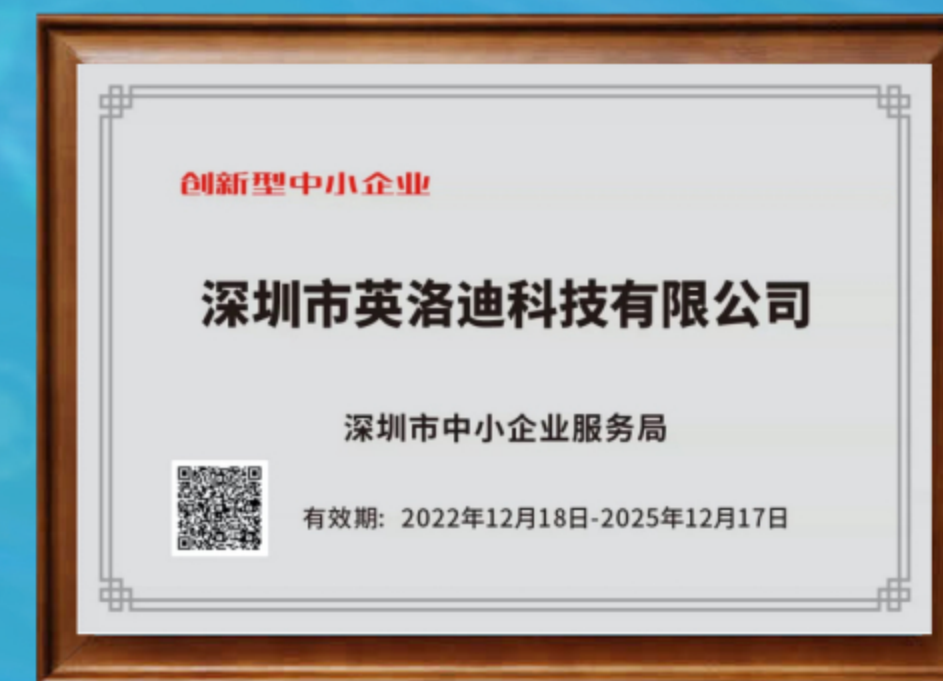 创新型中小企业
深圳市英洛迪科技有限公司
深圳市中小企业服务局
有效期: 2022年12月18日-2025年12月17日